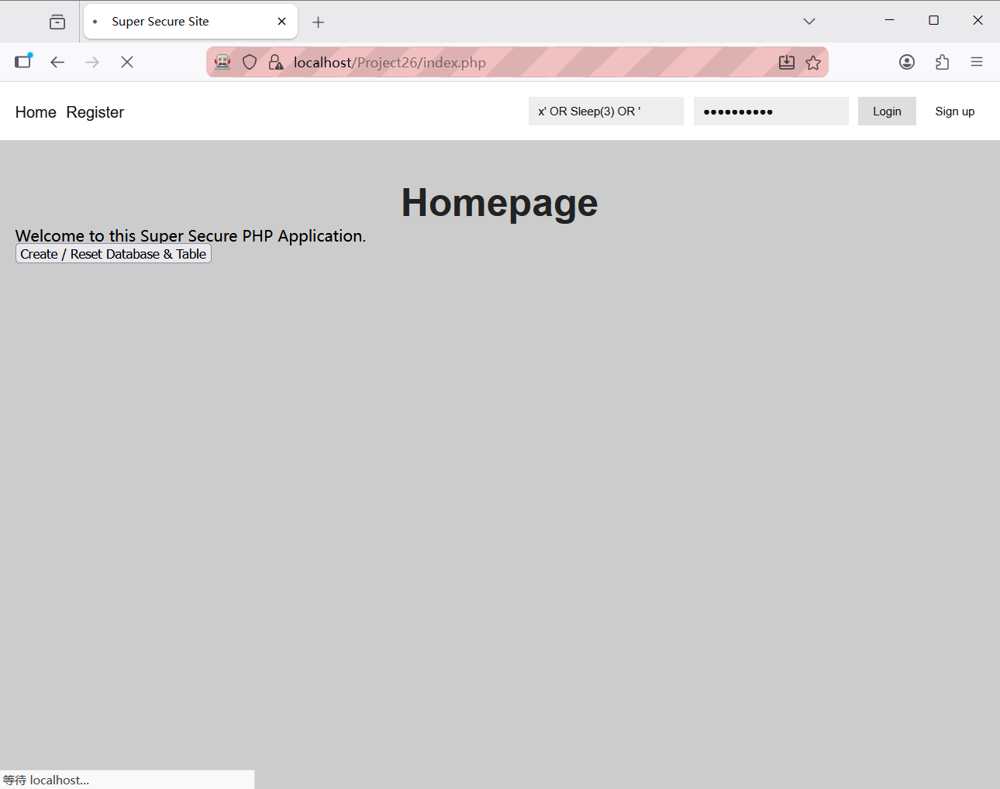 Super Secure Site
localhost/Project26/index.php
Home Register x' OR Sleep(3) OR ' ●●●●●●●●●● Login Sign up
Homepage
Welcome to this Super Secure PHP Application.
Create / Reset Database & Table
等待 localhost...